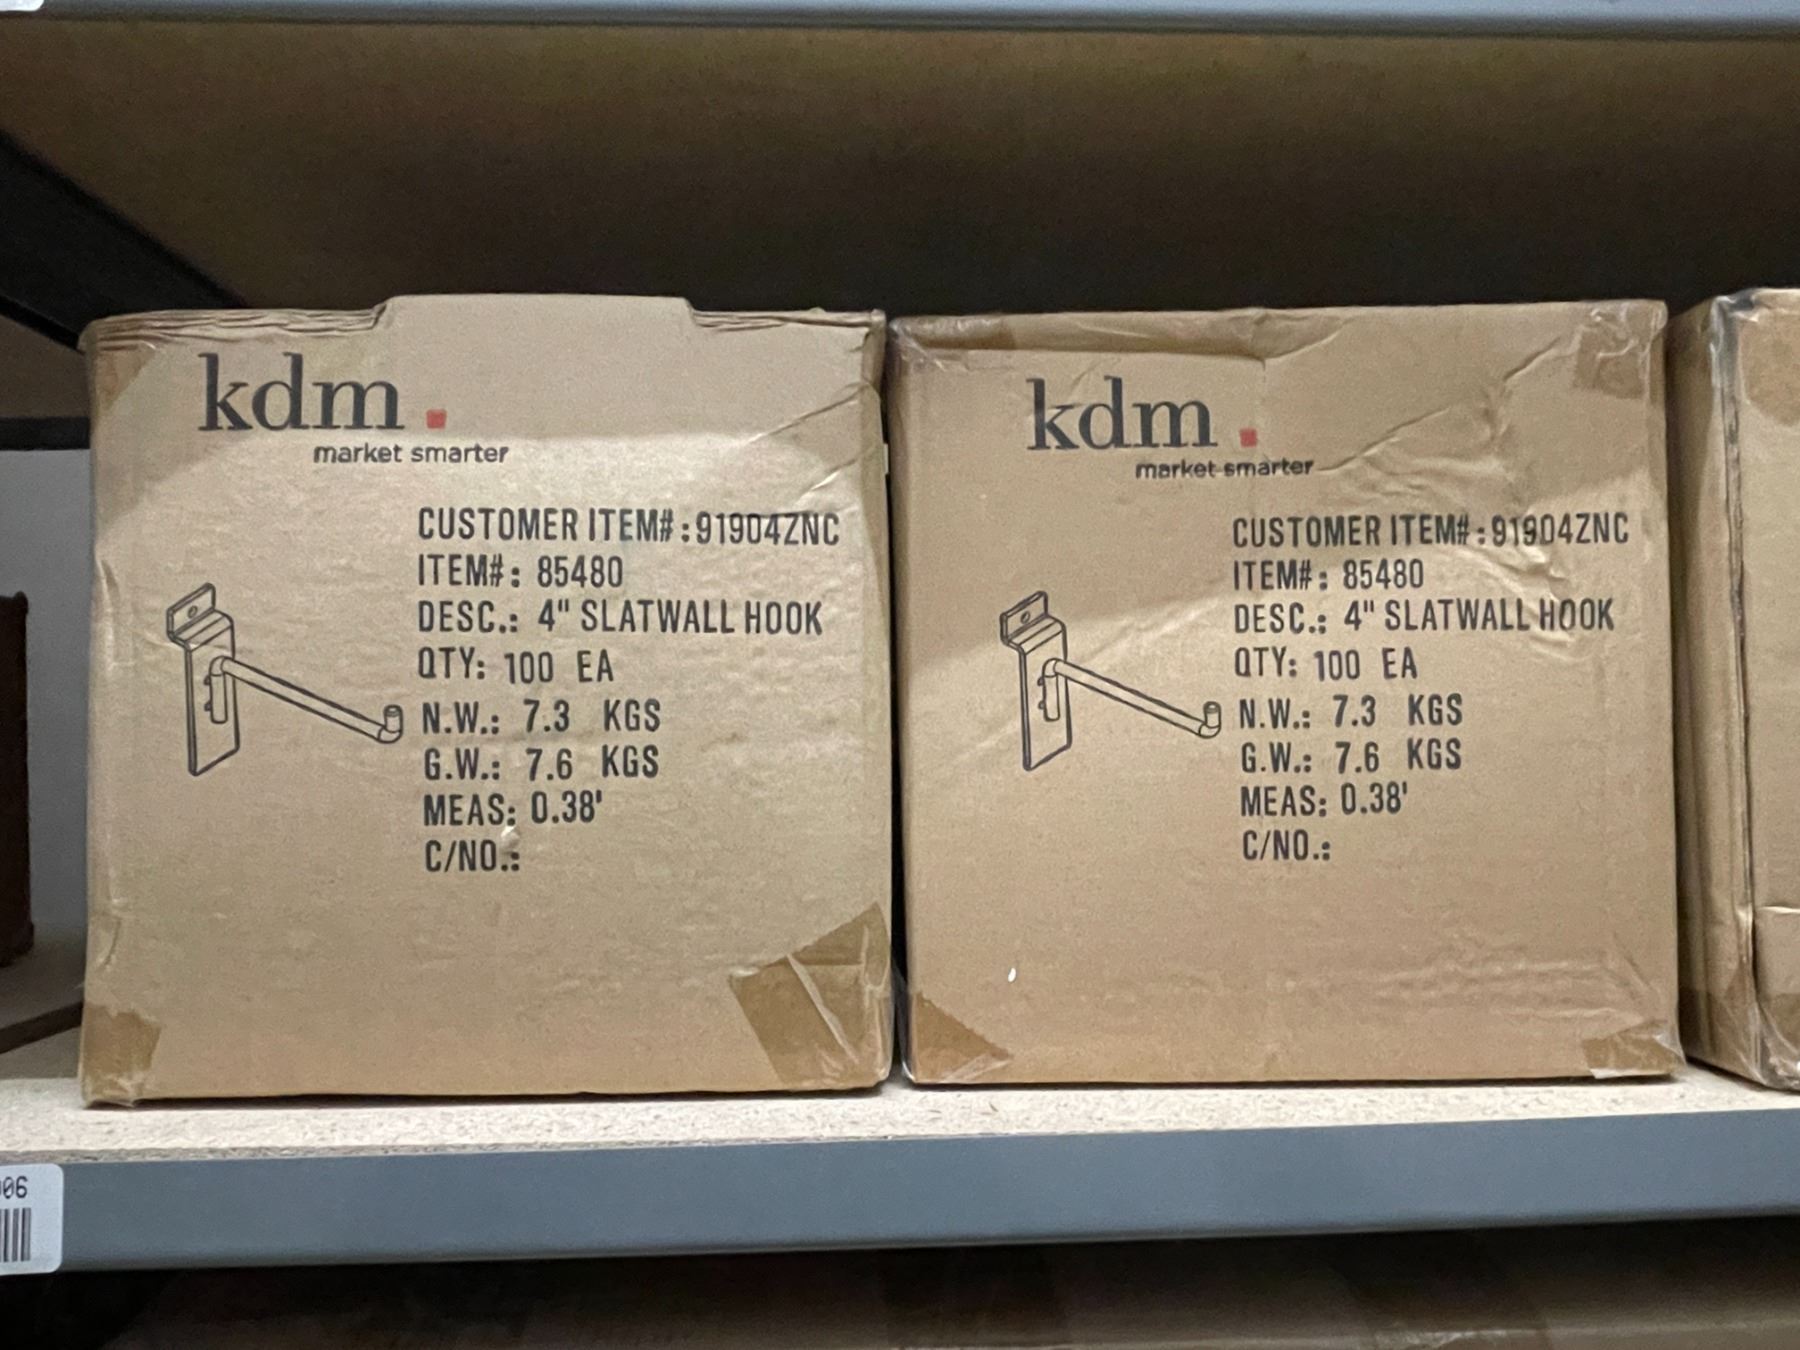 kdm.
market smarter
CUSTOMER ITEM#:91904ZNC
ITEM#: 85480
DESC.: 4" SLATWALL HOOK
QTY: 100 EA
N.W.: 7.3 KGS
G.W.: 7.6 KGS
MEAS: 0.38'
C/NO.:
kdm.
market smarter
CUSTOMER ITEM#:91904ZNC
ITEM#: 85480
DESC.: 4" SLATWALL HOOK
QTY: 100 EA
N.W.: 7.3 KGS
G.W.: 7.6 KGS
MEAS: 0.38'
C/NO.:
06